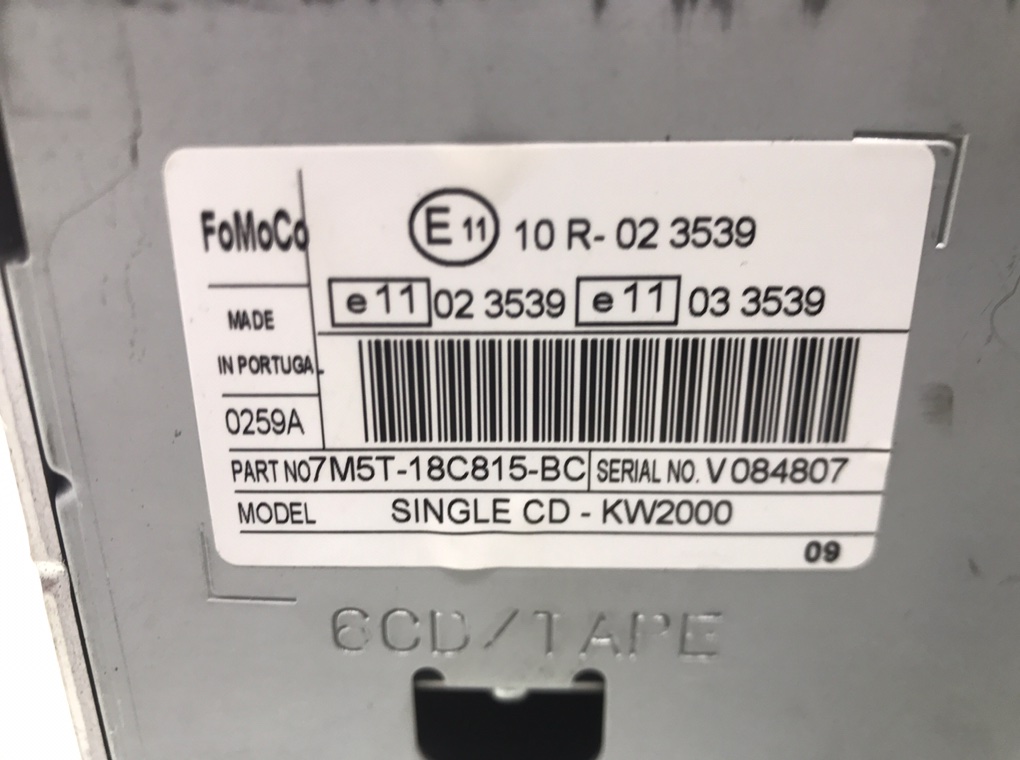 FoMoCo
E 11 10 R- 02 3539
e 11 02 3539 e 11 03 3539
MADE
IN PORTUGAL
0259A
PART NO 7M5T-18C815-BC SERIAL NO. V 084807
MODEL SINGLE CD - KW2000
09
6CD/TAPE